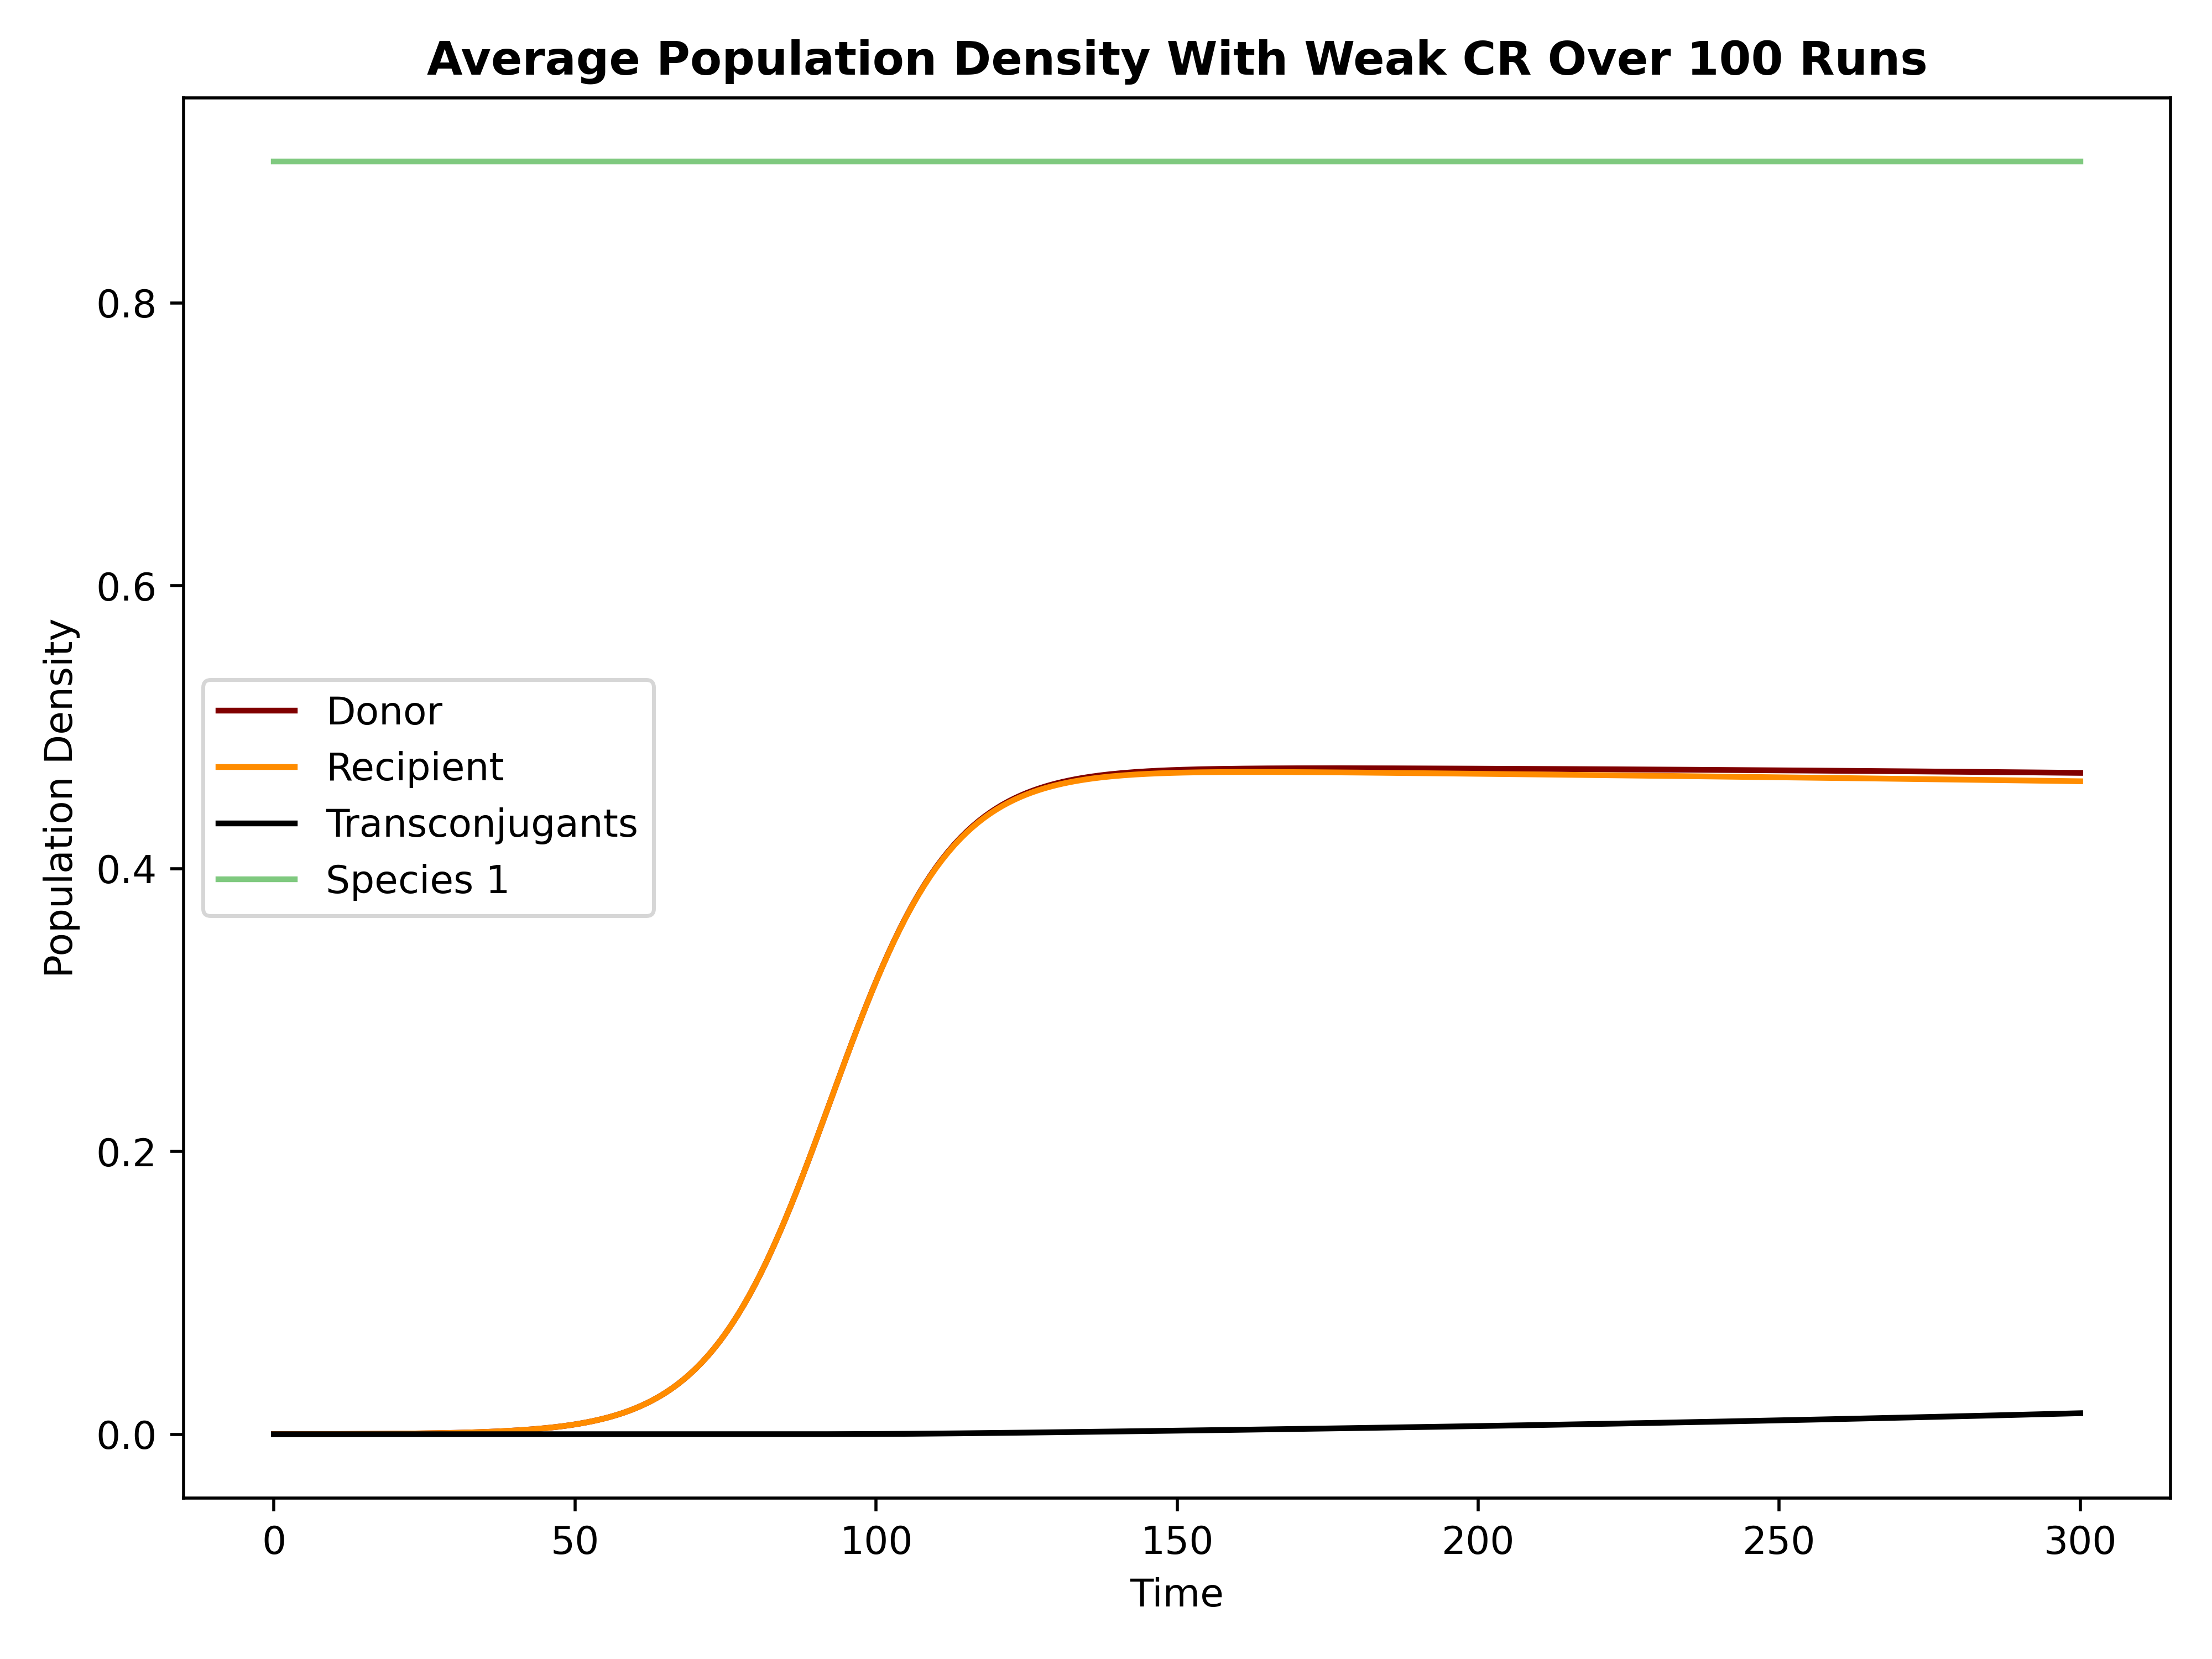 Average Population Density With Weak CR Over 100 Runs
Population Density
0.8
0.6
0.4
0.2
0.0
Donor
Recipient
Transconjugants
Species 1
0 50 100 150 200 250 300
Time